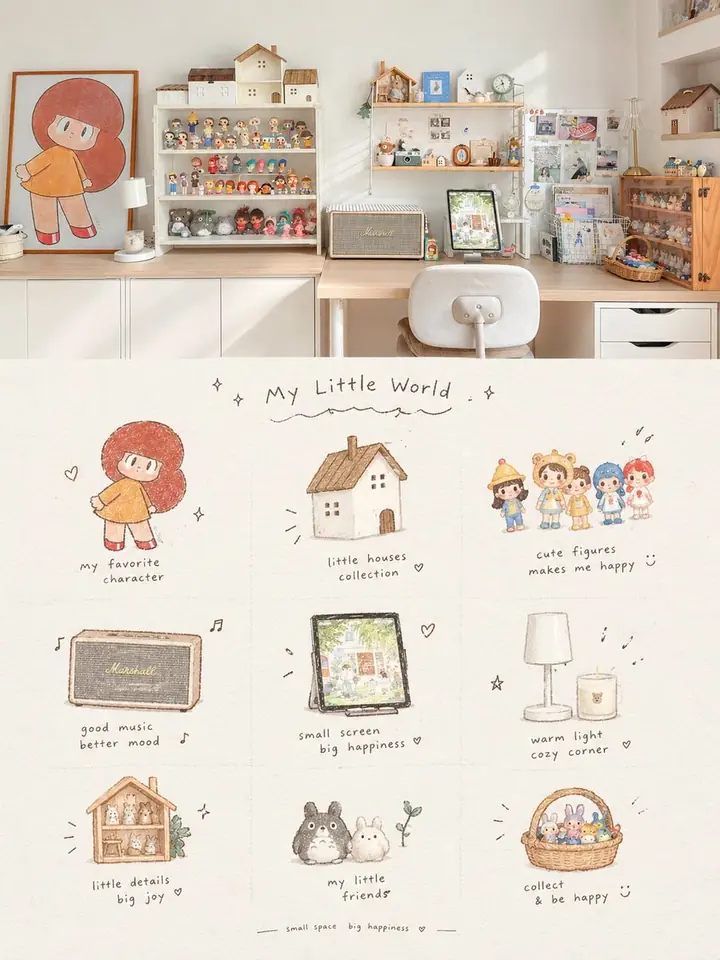 Marshall
My Little World
my favorite
character
little houses
collection
cute figures
makes me happy
Marshall
good music
better mood
small screen
big happiness
warm light
cozy corner
little details
big joy
my little
friends
collect
& be happy
small space big happiness